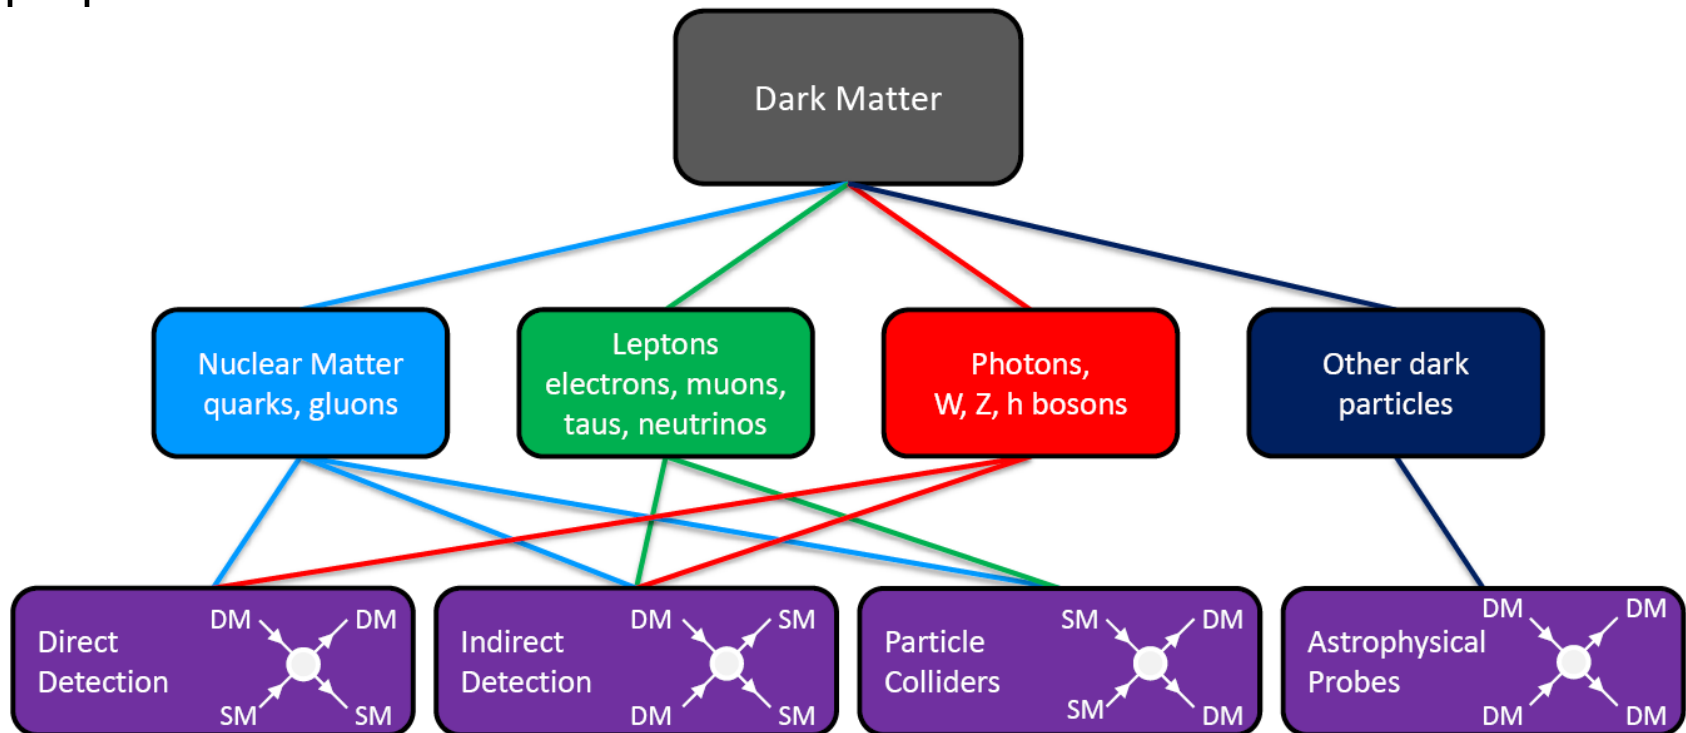 Dark Matter
Nuclear Matter
quarks, gluons
Leptons
electrons, muons,
taus, neutrinos
Photons,
W, Z, h bosons
Other dark
particles
Direct
Detection
DM
DM
SM
SM
Indirect
Detection
DM
SM
DM
SM
Particle
Colliders
SM
DM
SM
DM
Astrophysical
Probes
DM
DM
DM
DM